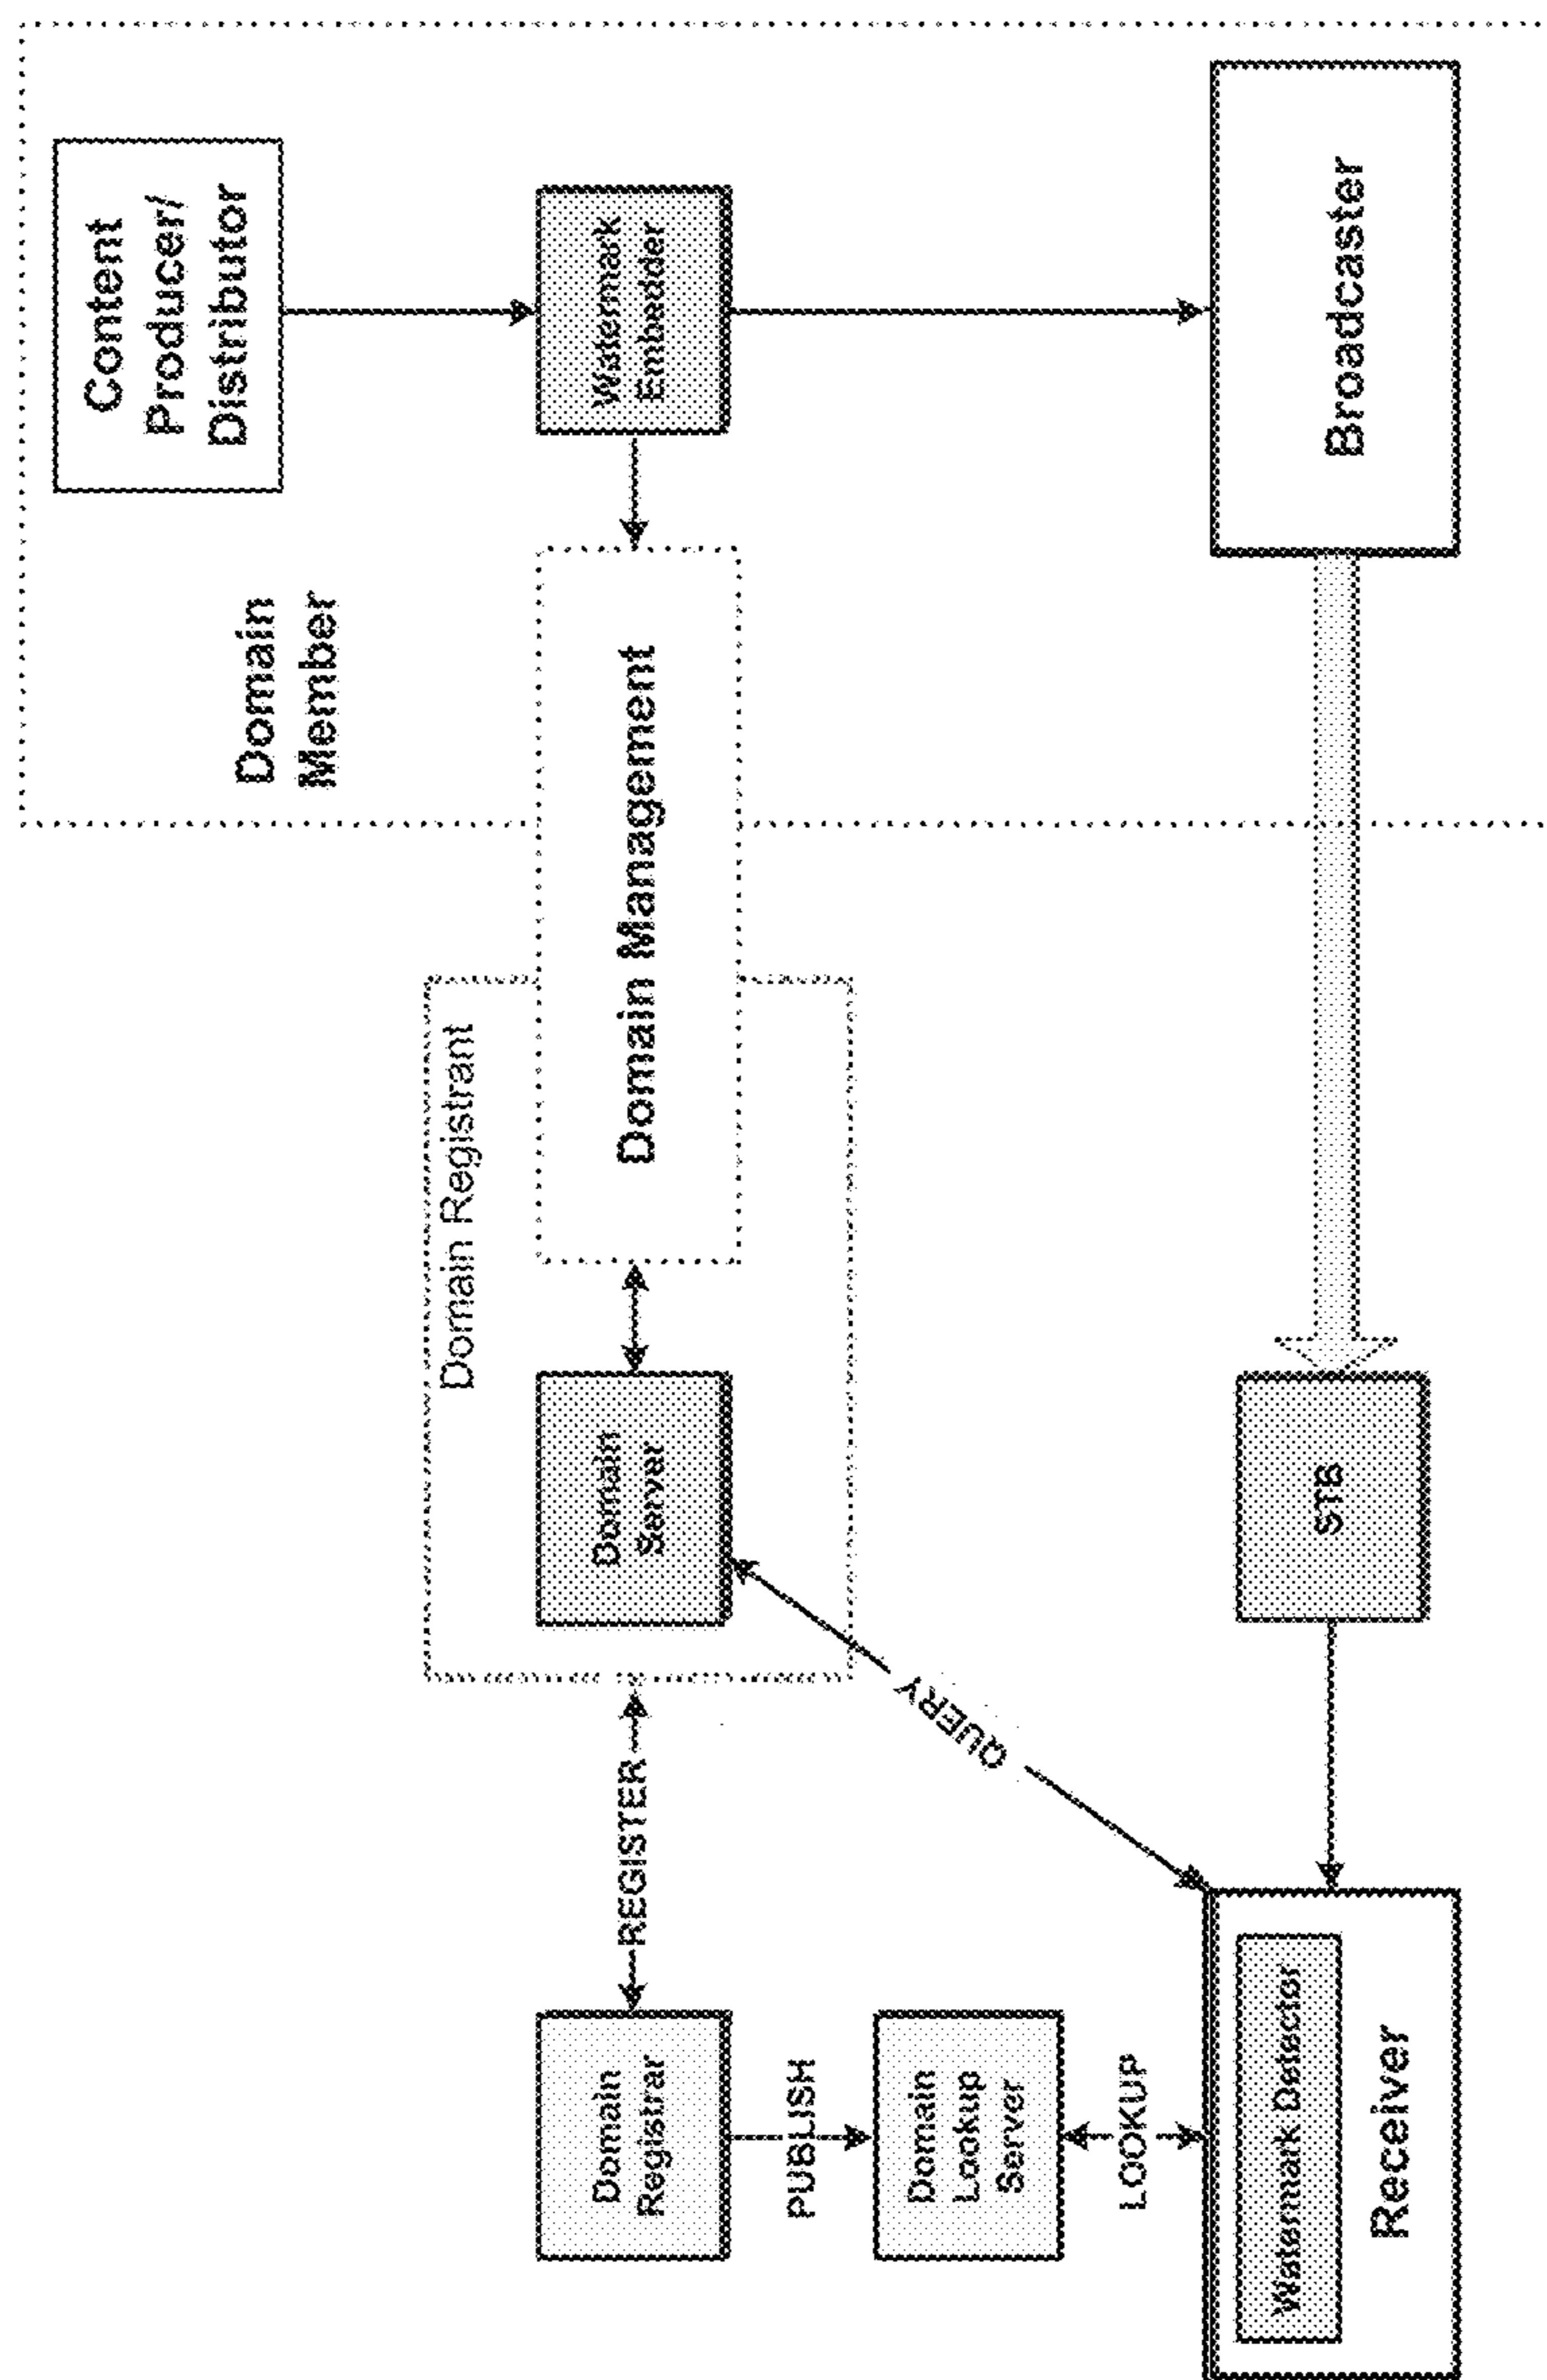 Content
Producer/
Distributor
Domain
Member
Watermark
Embedder
Domain Management
Domain Registrant
Domain
Server
REGISTER
Domain
Registrar
PUBLISH
Domain
Lookup
Server
LOOKUP
QUERY
Broadcaster
STB
Watermark Detector
Receiver